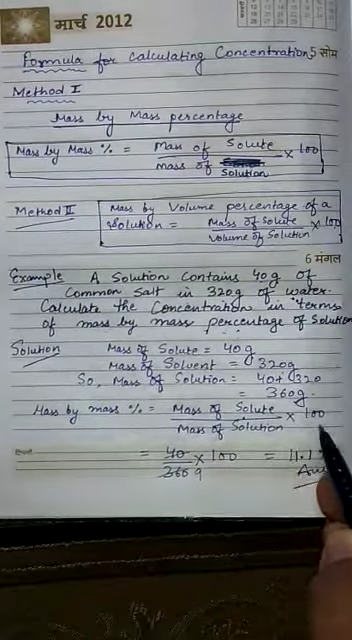 मार्च 2012
Formula for Calculating Concentration
5 सोम
Method I
Mass by Mass percentage
Mass by Mass % = Mass of Solute / Mass of Solution × 100
Method II
Mass by Volume percentage of a
Solution = Mass of Solute / Volume of Solution × 100
6 मंगल
Example A Solution contains 40g of
Common Salt in 320g of water.
Calculate the Concentration in terms
of mass by mass percentage of Solution
Solution Mass of Solute = 40g
Mass of Solvent = 320g
So, Mass of Solution = 40+320
= 360g.
Mass by mass % = Mass of Solute / Mass of Solution × 100
= 40 / 360 × 100 = 11.1